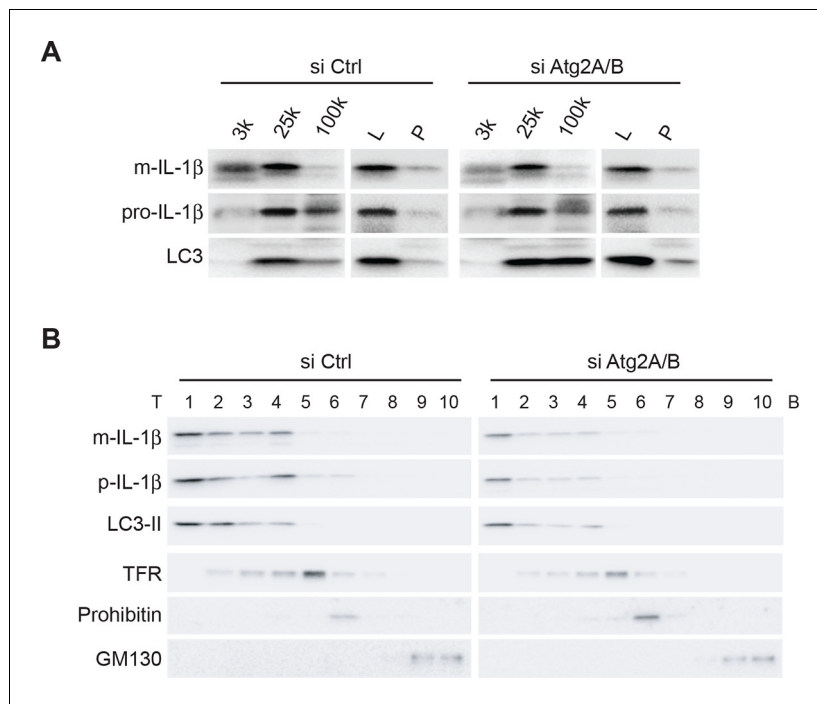 A
si Ctrl si Atg2A/B
3k 25k 100k L P 3k 25k 100k L P
m-IL-1β
pro-IL-1β
LC3
B
si Ctrl si Atg2A/B
T 1 2 3 4 5 6 7 8 9 10 1 2 3 4 5 6 7 8 9 10 B
m-IL-1β
p-IL-1β
LC3-II
TFR
Prohibitin
GM130